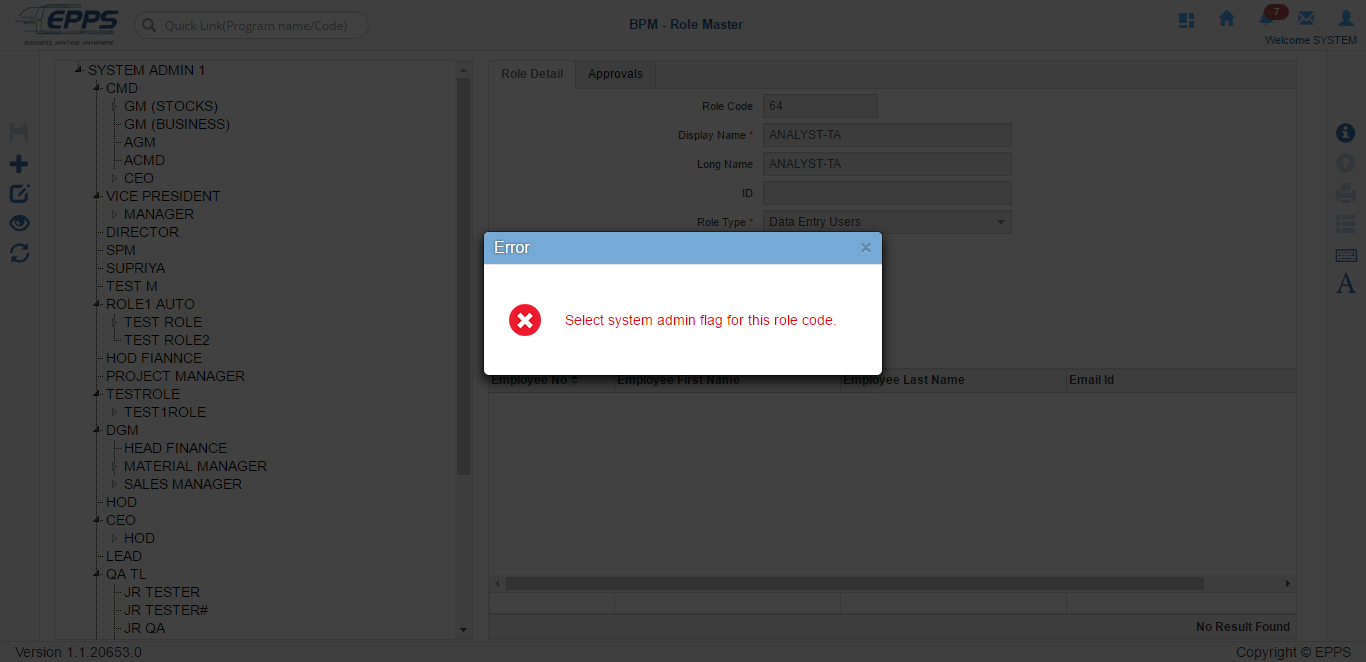 EPPS
BUSINESS ANYTIME ANYWHERE
Quick Link(Program name/Code)
BPM - Role Master
7
Welcome SYSTEM
SYSTEM ADMIN 1
CMD
GM (STOCKS)
GM (BUSINESS)
AGM
ACMD
CEO
VICE PRESIDENT
MANAGER
DIRECTOR
SPM
SUPRIYA
TEST M
ROLE1 AUTO
TEST ROLE
TEST ROLE2
HOD FIANNCE
PROJECT MANAGER
TESTROLE
TEST1ROLE
DGM
HEAD FINANCE
MATERIAL MANAGER
SALES MANAGER
HOD
CEO
HOD
LEAD
QA TL
JR TESTER
JR TESTER#
JR QA
Role Detail Approvals
Role Code 64
Display Name * ANALYST-TA
Long Name ANALYST-TA
ID
Role Type * Data Entry Users
Error ×
Select system admin flag for this role code.
Employee No Employee First Name Employee Last Name Email Id
No Result Found
A
Version 1.1.20653.0
Copyright © EPPS